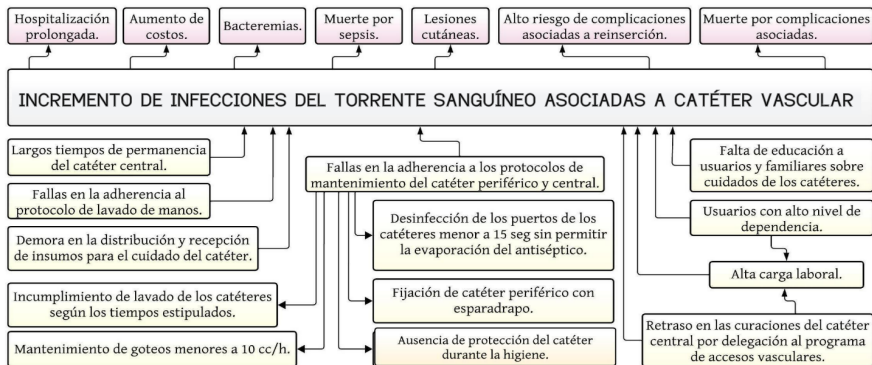 Hospitalización
prolongada.
Aumento de
costos.
Bacteremias.
Muerte por
sepsis.
Lesiones
cutáneas.
Alto riesgo de complicaciones
asociadas a reinserción.
Muerte por complicaciones
asociadas.
INCREMENTO DE INFECCIONES DEL TORRENTE SANGUÍNEO ASOCIADAS A CATÉTER VASCULAR
Largos tiempos de permanencia
del catéter central.
Fallas en la adherencia al
protocolo de lavado de manos.
Demora en la distribución y recepción
de insumos para el cuidado del catéter.
Incumplimiento de lavado de los catéteres
según los tiempos estipulados.
Mantenimiento de goteos menores a 10 cc/h.
Fallas en la adherencia a los protocolos de
mantenimiento del catéter periférico y central.
Desinfección de los puertos de los
catéteres menor a 15 seg sin permitir
la evaporación del antiséptico.
Fijación de catéter periférico con
esparadrapo.
Ausencia de protección del catéter
durante la higiene.
Falta de educación a
usuarios y familiares sobre
cuidados de los catéteres.
Usuarios con alto nivel de
dependencia.
Alta carga laboral.
Retraso en las curaciones del catéter
central por delegación al programa
de accesos vasculares.